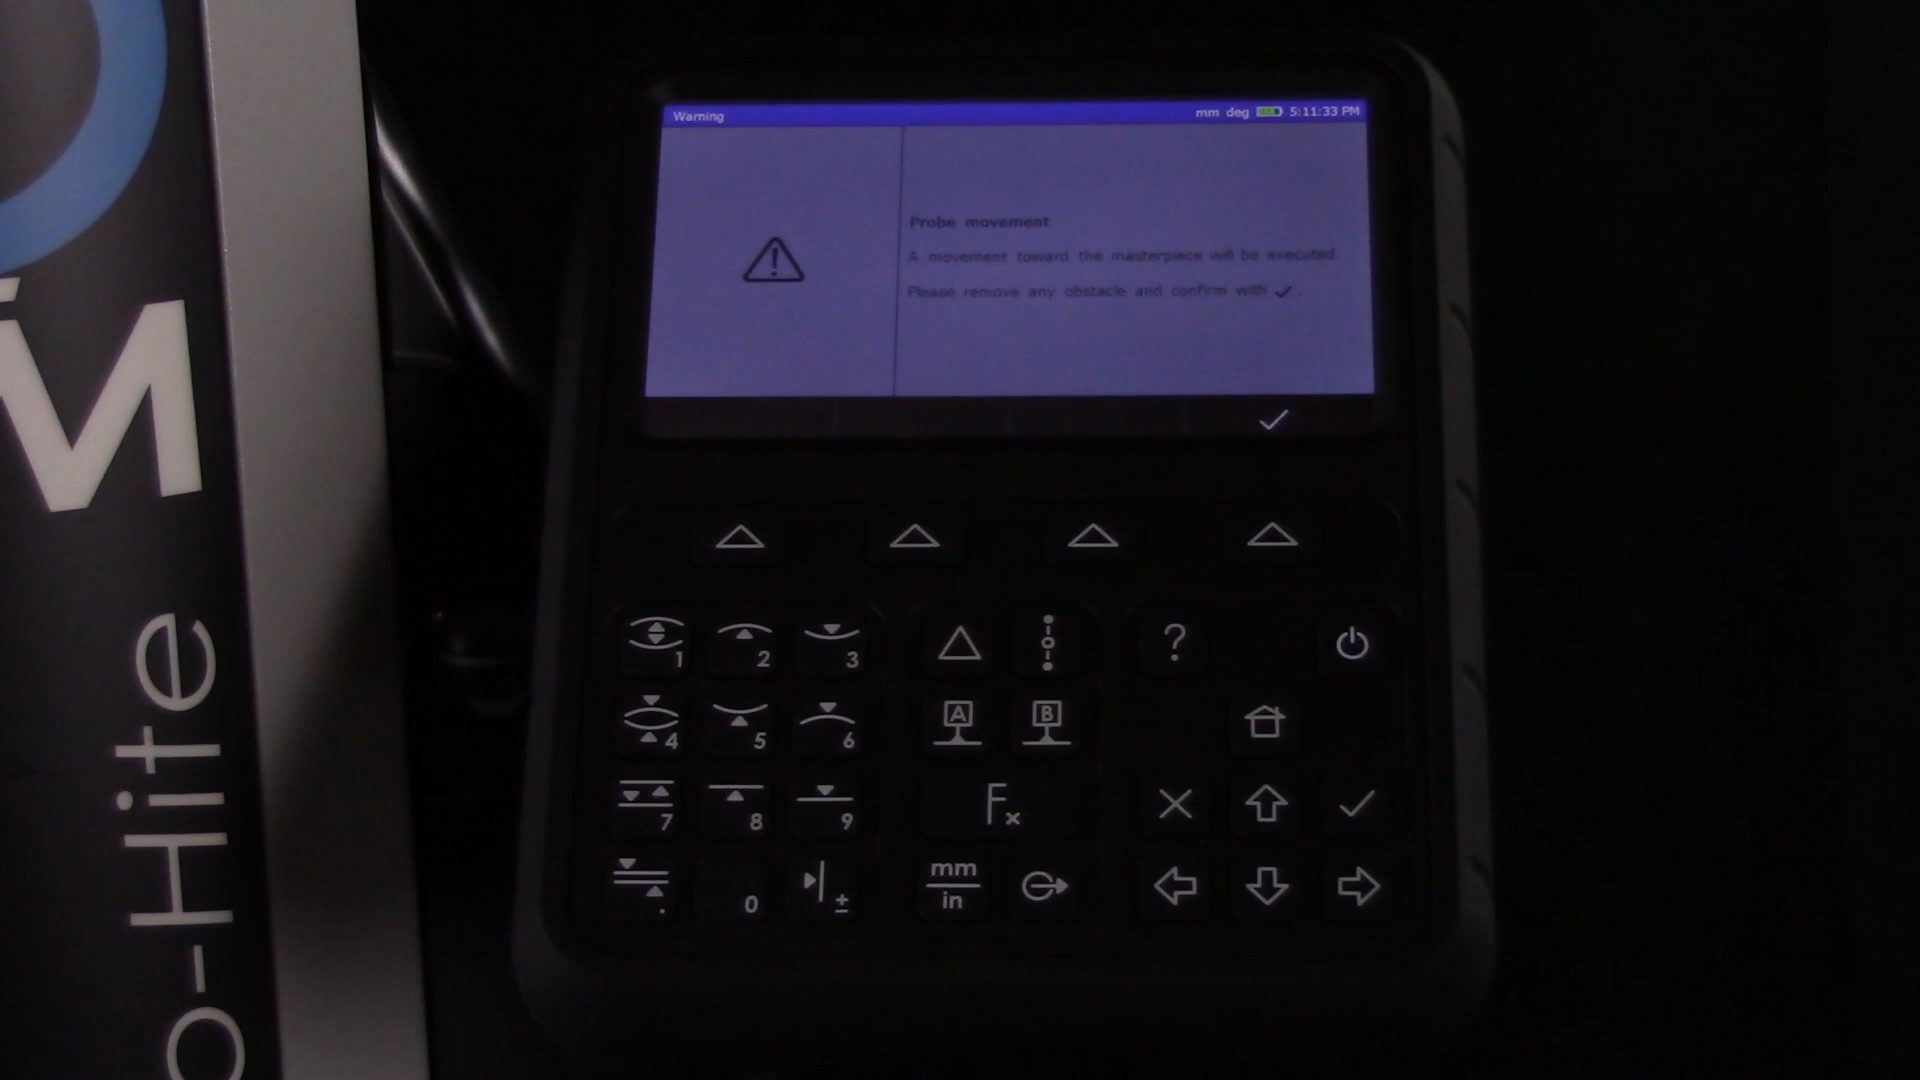 Warning
mm deg 5:11:33 PM
Probe movement
A movement toward the masterpiece will be executed.
Please remove any obstacle and confirm with ✓.
1 2 3 ?
4 5 6 A B
7 8 9 Fx
. 0 ± mm
in
M
o-Hite